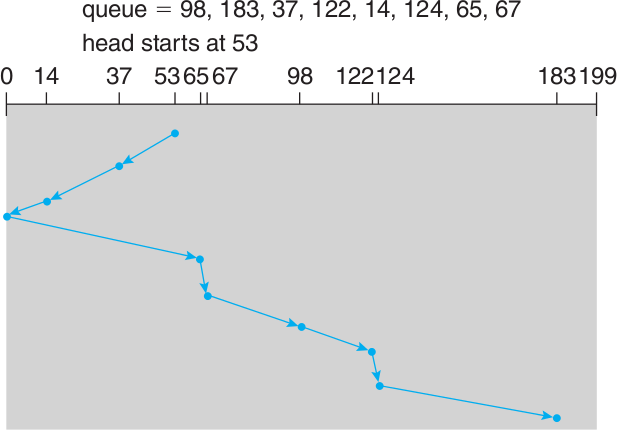 queue = 98, 183, 37, 122, 14, 124, 65, 67
head starts at 53
0 14 37 53 65 67 98 122 124 183 199